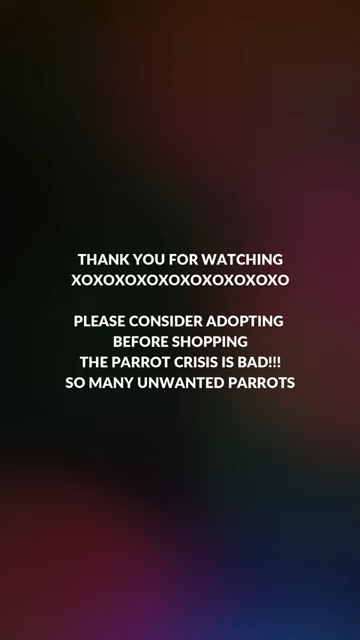 THANK YOU FOR WATCHING
XOXOXOXOXOXOXOXOXOXO
PLEASE CONSIDER ADOPTING
BEFORE SHOPPING
THE PARROT CRISIS IS BAD!!!
SO MANY UNWANTED PARROTS